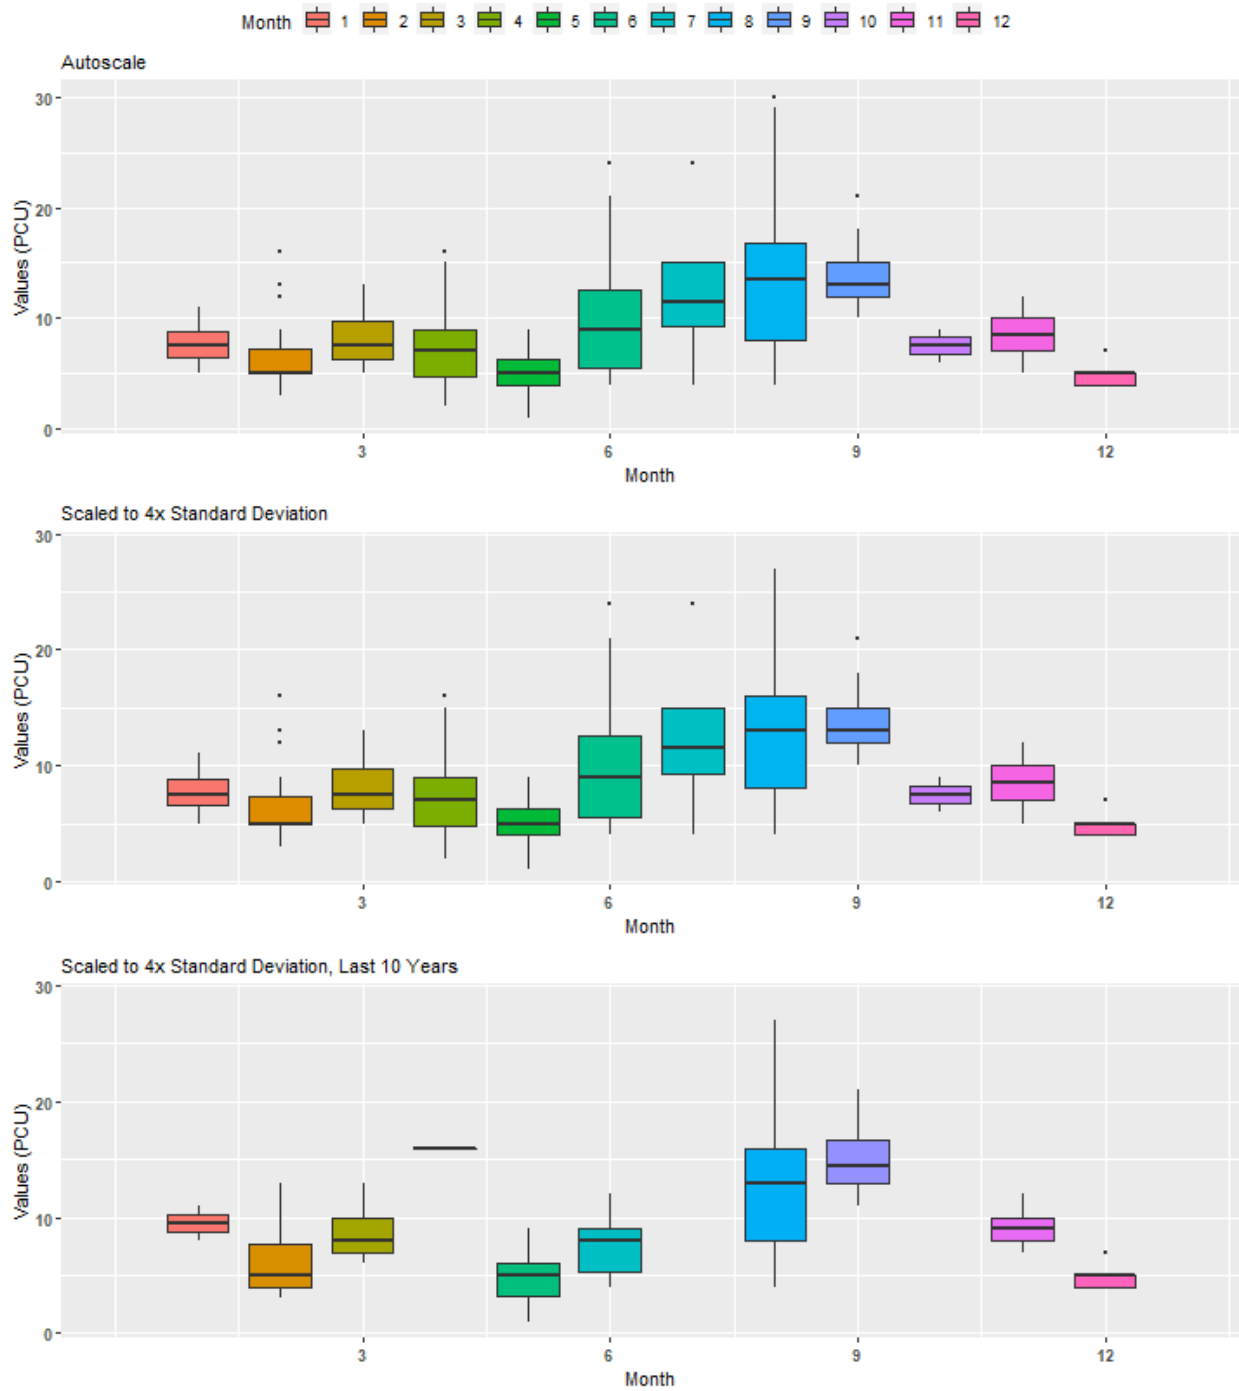 Month 1 2 3 4 5 6 7 8 9 10 11 12
Autoscale
30
20
10
0
Values (PCU)
3 6 9 12
Month
Scaled to 4x Standard Deviation
30
20
10
0
Values (PCU)
3 6 9 12
Month
Scaled to 4x Standard Deviation, Last 10 Years
30
20
10
0
Values (PCU)
3 6 9 12
Month